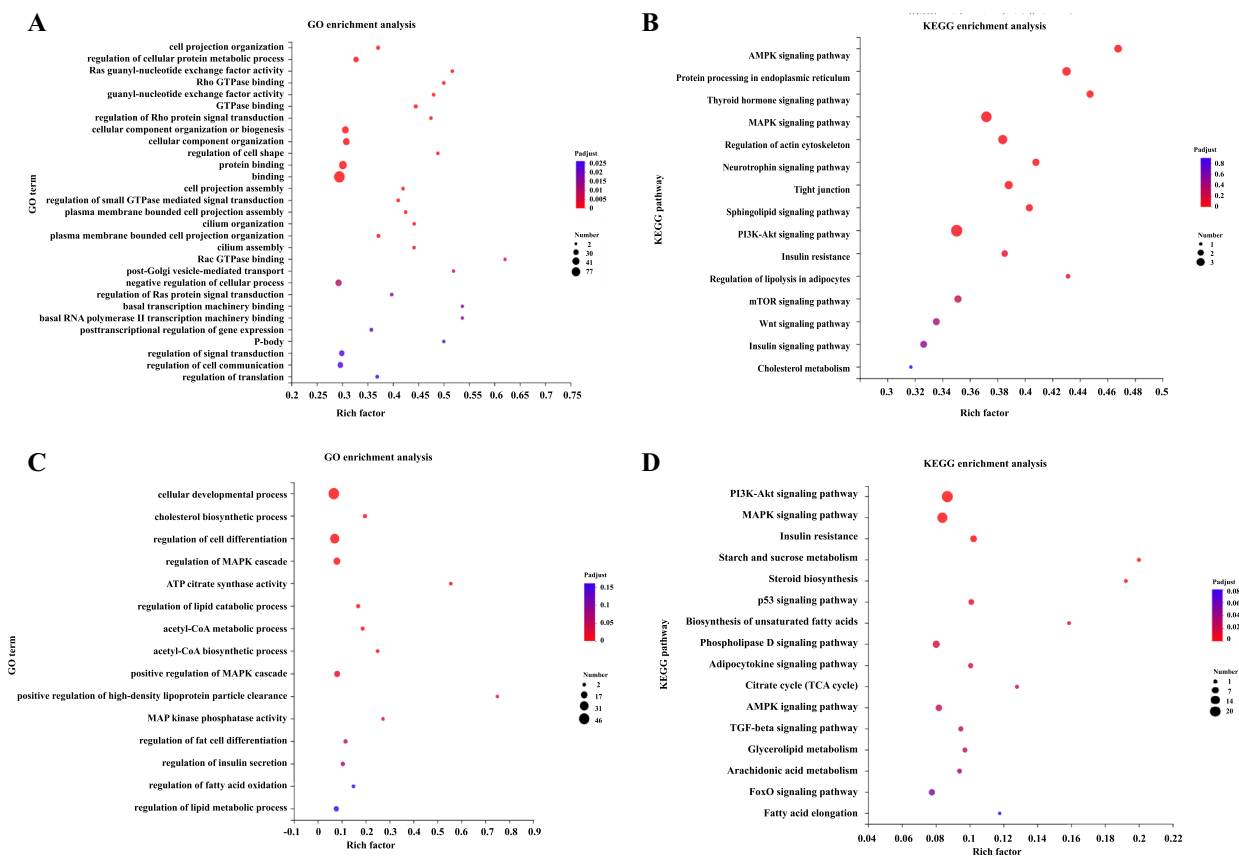 A
GO enrichment analysis
cell projection organization
regulation of cellular protein metabolic process
Ras guanyl-nucleotide exchange factor activity
Rho GTPase binding
guanyl-nucleotide exchange factor activity
GTPase binding
regulation of Rho protein signal transduction
cellular component organization or biogenesis
cellular component organization
regulation of cell shape
protein binding
binding
cell projection assembly
regulation of small GTPase mediated signal transduction
plasma membrane bounded cell projection assembly
cilium organization
plasma membrane bounded cell projection organization
cilium assembly
Rac GTPase binding
post-Golgi vesicle-mediated transport
negative regulation of cellular process
regulation of Ras protein signal transduction
basal transcription machinery binding
basal RNA polymerase II transcription machinery binding
posttranscriptional regulation of gene expression
P-body
regulation of signal transduction
regulation of cell communication
regulation of translation
GO term
0.2 0.25 0.3 0.35 0.4 0.45 0.5 0.55 0.6 0.65 0.7 0.75
Rich factor
Padjust
0.025
0.02
0.015
0.01
0.005
0
Number
2
30
41
77
B
KEGG enrichment analysis
AMPK signaling pathway
Protein processing in endoplasmic reticulum
Thyroid hormone signaling pathway
MAPK signaling pathway
Regulation of actin cytoskeleton
Neurotrophin signaling pathway
Tight junction
Sphingolipid signaling pathway
PI3K-Akt signaling pathway
Insulin resistance
Regulation of lipolysis in adipocytes
mTOR signaling pathway
Wnt signaling pathway
Insulin signaling pathway
Cholesterol metabolism
KEGG pathway
0.3 0.32 0.34 0.36 0.38 0.4 0.42 0.44 0.46 0.48 0.5
Rich factor
Padjust
0.8
0.6
0.4
0.2
0
Number
1
2
3
C
GO enrichment analysis
cellular developmental process
cholesterol biosynthetic process
regulation of cell differentiation
regulation of MAPK cascade
ATP citrate synthase activity
regulation of lipid catabolic process
acetyl-CoA metabolic process
acetyl-CoA biosynthetic process
positive regulation of MAPK cascade
positive regulation of high-density lipoprotein particle clearance
MAP kinase phosphatase activity
regulation of fat cell differentiation
regulation of insulin secretion
regulation of fatty acid oxidation
regulation of lipid metabolic process
GO term
-0.1 0 0.1 0.2 0.3 0.4 0.5 0.6 0.7 0.8 0.9
Rich factor
Padjust
0.15
0.1
0.05
0
Number
2
17
31
46
D
KEGG enrichment analysis
PI3K-Akt signaling pathway
MAPK signaling pathway
Insulin resistance
Starch and sucrose metabolism
Steroid biosynthesis
p53 signaling pathway
Biosynthesis of unsaturated fatty acids
Phospholipase D signaling pathway
Adipocytokine signaling pathway
Citrate cycle (TCA cycle)
AMPK signaling pathway
TGF-beta signaling pathway
Glycerolipid metabolism
Arachidonic acid metabolism
FoxO signaling pathway
Fatty acid elongation
KEGG pathway
0.04 0.06 0.08 0.1 0.12 0.14 0.16 0.18 0.2 0.22
Rich factor
Padjust
0.08
0.06
0.04
0.02
0
Number
1
7
14
20